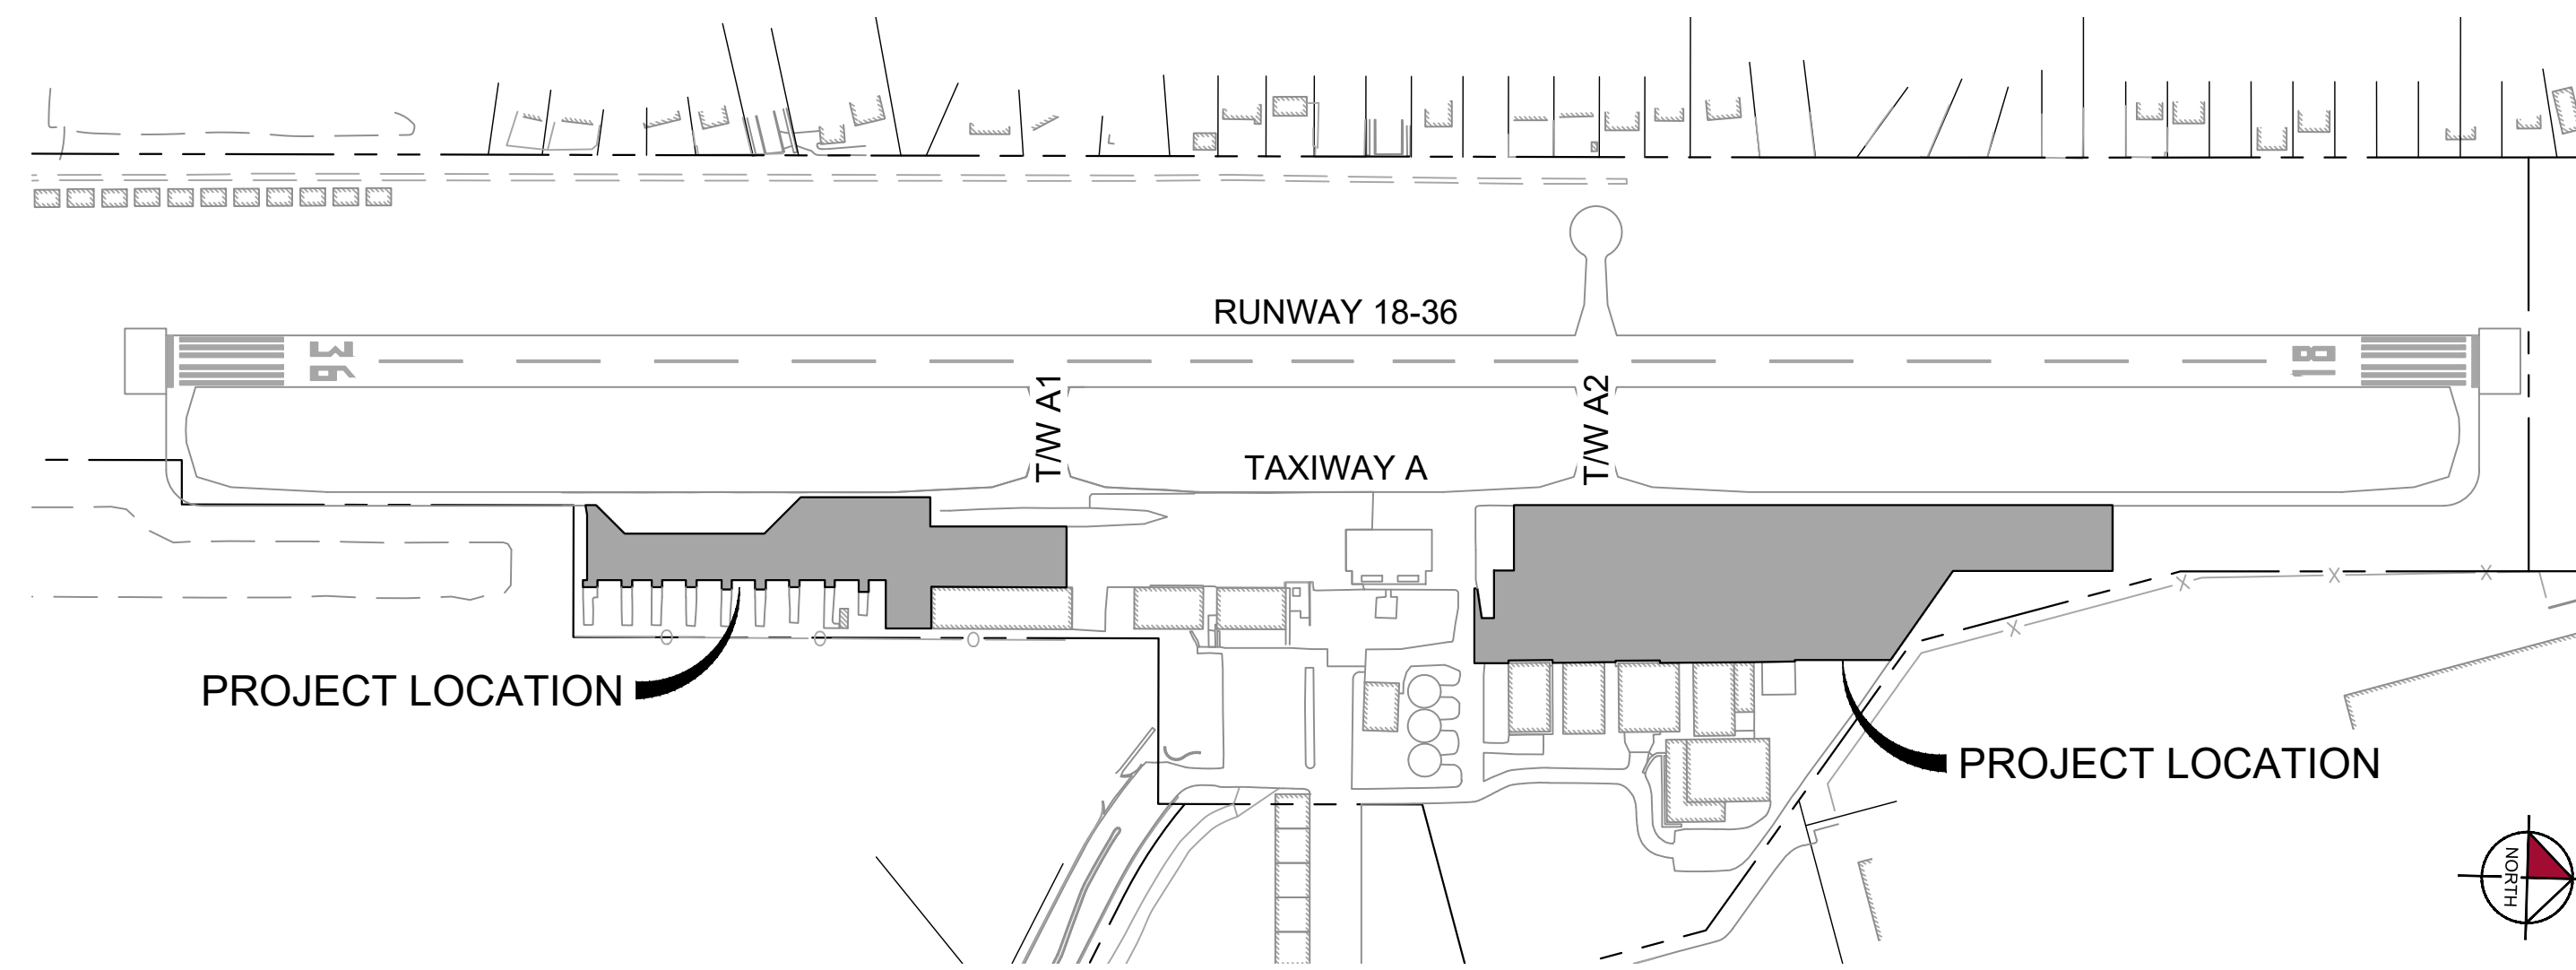 RUNWAY 18-36
36
18
T/W A1
T/W A2
TAXIWAY A
PROJECT LOCATION
PROJECT LOCATION
NORTH